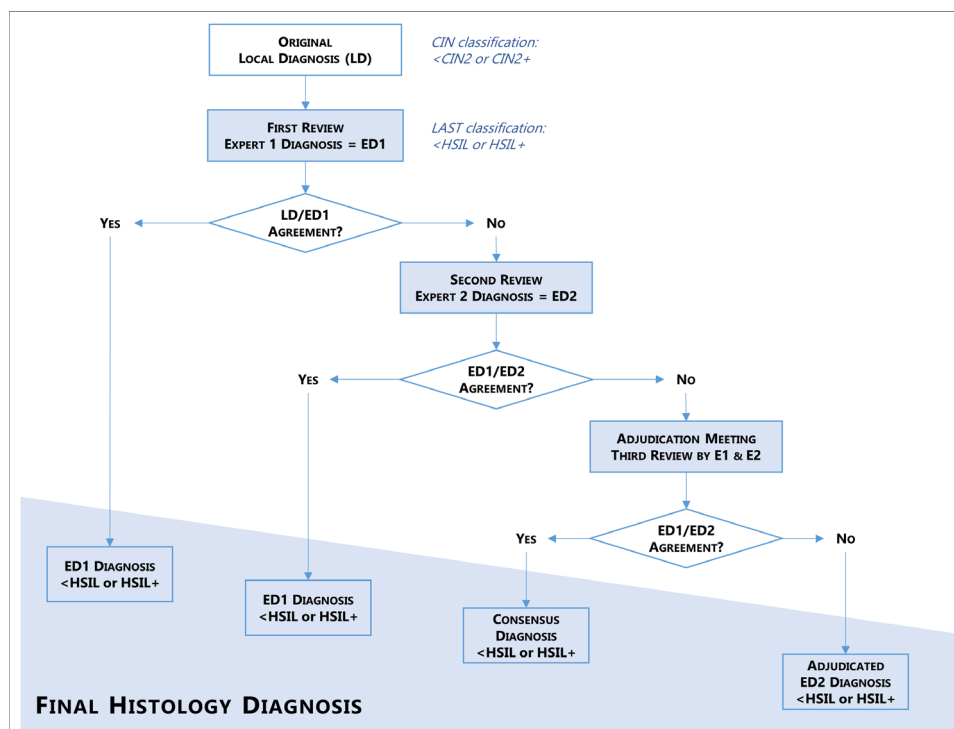 ORIGINAL
LOCAL DIAGNOSIS (LD)
CIN classification:
<CIN2 or CIN2+
FIRST REVIEW
EXPERT 1 DIAGNOSIS = ED1
LAST classification:
<HSIL or HSIL+
LD/ED1
AGREEMENT?
YES
NO
SECOND REVIEW
EXPERT 2 DIAGNOSIS = ED2
ED1/ED2
AGREEMENT?
YES
NO
ADJUDICATION MEETING
THIRD REVIEW BY E1 & E2
ED1/ED2
AGREEMENT?
YES
NO
ED1 DIAGNOSIS
<HSIL or HSIL+
ED1 DIAGNOSIS
<HSIL or HSIL+
CONSENSUS
DIAGNOSIS
<HSIL or HSIL+
ADJUDICATED
ED2 DIAGNOSIS
<HSIL or HSIL+
FINAL HISTOLOGY DIAGNOSIS